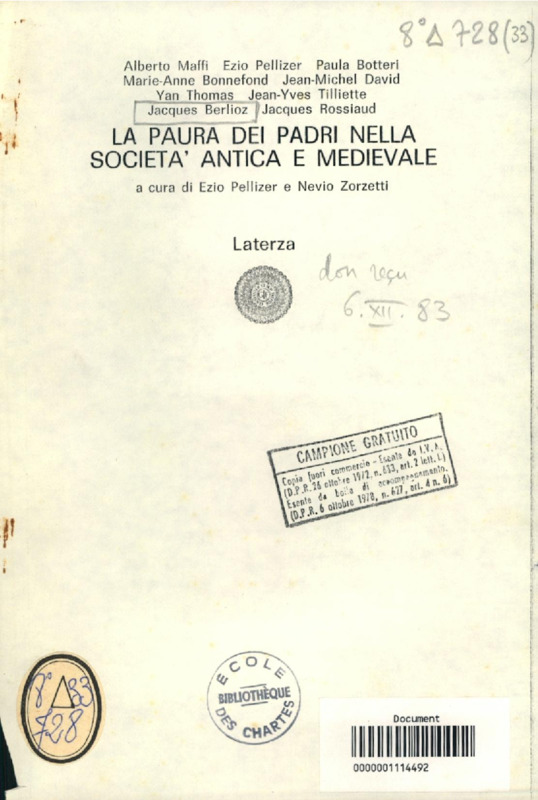 8° Δ 728 (33)
Alberto Maffi Ezio Pellizer Paula Botteri
Marie-Anne Bonnefond Jean-Michel David
Yan Thomas Jean-Yves Tilliette
Jacques Berlioz Jacques Rossiaud
LA PAURA DEI PADRI NELLA
SOCIETA' ANTICA E MEDIEVALE
a cura di Ezio Pellizer e Nevio Zorzetti
Laterza
don reçu
6. XII. 83
CAMPIONE GRATUITO
Copia fuori commercio - Esente da I.V.A.
(D.P.R. 26 ottobre 1972, n. 633, art. 2 lett. i.)
Esente da bolla di accompagnamento.
(D.P.R. 6 ottobre 1978, n. 627, art. 4 n. 6)
ECOLE
BIBLIOTHÈQUE
DES CHARTES
8° Δ 33
728
Document
0000001114492